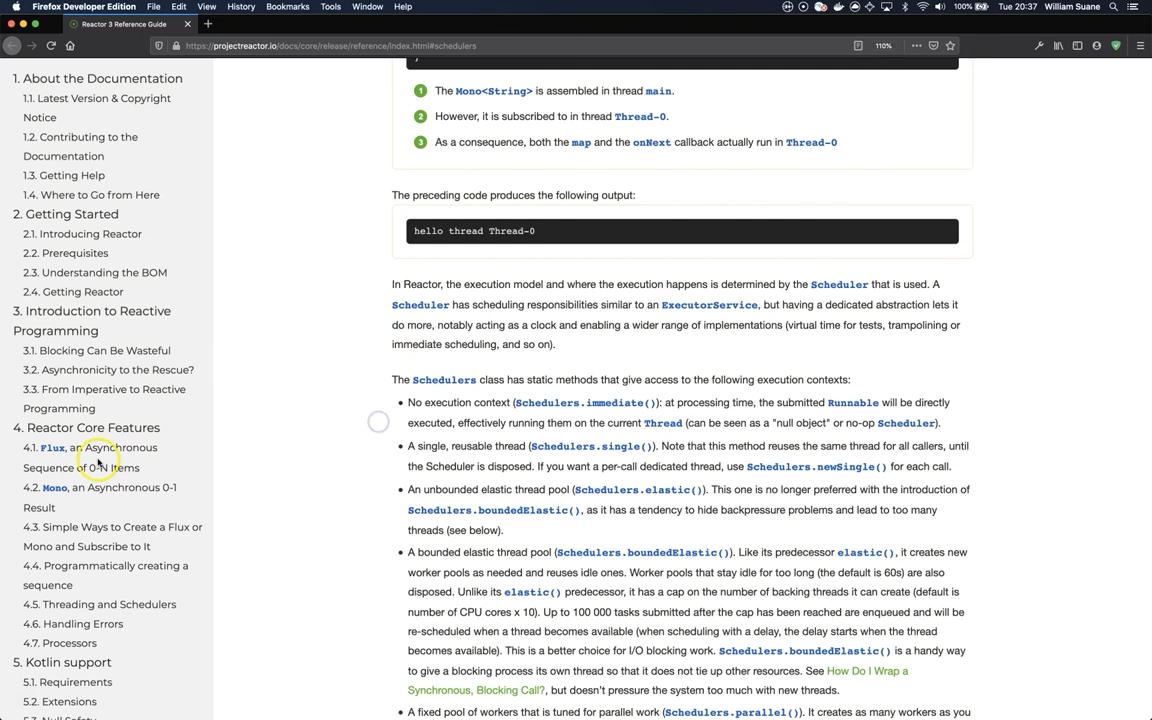 Firefox Developer Edition File Edit View History Bookmarks Tools Window Help 100% Tue 20:37 William Suane
Reactor 3 Reference Guide
https://projectreactor.io/docs/core/release/reference/index.html#schedulers 110%
1. About the Documentation
1.1. Latest Version & Copyright
Notice
1.2. Contributing to the
Documentation
1.3. Getting Help
1.4. Where to Go from Here
2. Getting Started
2.1. Introducing Reactor
2.2. Prerequisites
2.3. Understanding the BOM
2.4. Getting Reactor
3. Introduction to Reactive
Programming
3.1. Blocking Can Be Wasteful
3.2. Asynchronicity to the Rescue?
3.3. From Imperative to Reactive
Programming
4. Reactor Core Features
4.1. Flux, an Asynchronous
Sequence of 0-N Items
4.2. Mono, an Asynchronous 0-1
Result
4.3. Simple Ways to Create a Flux or
Mono and Subscribe to It
4.4. Programmatically creating a
sequence
4.5. Threading and Schedulers
4.6. Handling Errors
4.7. Processors
5. Kotlin support
5.1. Requirements
5.2. Extensions
5.3. Null Safety
}
1 The Mono<String> is assembled in thread main.
2 However, it is subscribed to in thread Thread-0.
3 As a consequence, both the map and the onNext callback actually run in Thread-0
The preceding code produces the following output:
hello thread Thread-0
In Reactor, the execution model and where the execution happens is determined by the Scheduler that is used. A
Scheduler has scheduling responsibilities similar to an ExecutorService, but having a dedicated abstraction lets it
do more, notably acting as a clock and enabling a wider range of implementations (virtual time for tests, trampolining or
immediate scheduling, and so on).
The Schedulers class has static methods that give access to the following execution contexts:
• No execution context (Schedulers.immediate()): at processing time, the submitted Runnable will be directly
executed, effectively running them on the current Thread (can be seen as a "null object" or no-op Scheduler).
• A single, reusable thread (Schedulers.single()). Note that this method reuses the same thread for all callers, until
the Scheduler is disposed. If you want a per-call dedicated thread, use Schedulers.newSingle() for each call.
• An unbounded elastic thread pool (Schedulers.elastic()). This one is no longer preferred with the introduction of
Schedulers.boundedElastic(), as it has a tendency to hide backpressure problems and lead to too many
threads (see below).
• A bounded elastic thread pool (Schedulers.boundedElastic()). Like its predecessor elastic(), it creates new
worker pools as needed and reuses idle ones. Worker pools that stay idle for too long (the default is 60s) are also
disposed. Unlike its elastic() predecessor, it has a cap on the number of backing threads it can create (default is
number of CPU cores x 10). Up to 100 000 tasks submitted after the cap has been reached are enqueued and will be
re-scheduled when a thread becomes available (when scheduling with a delay, the delay starts when the thread
becomes available). This is a better choice for I/O blocking work. Schedulers.boundedElastic() is a handy way
to give a blocking process its own thread so that it does not tie up other resources. See How Do I Wrap a
Synchronous, Blocking Call?, but doesn't pressure the system too much with new threads.
• A fixed pool of workers that is tuned for parallel work (Schedulers.parallel()). It creates as many workers as you